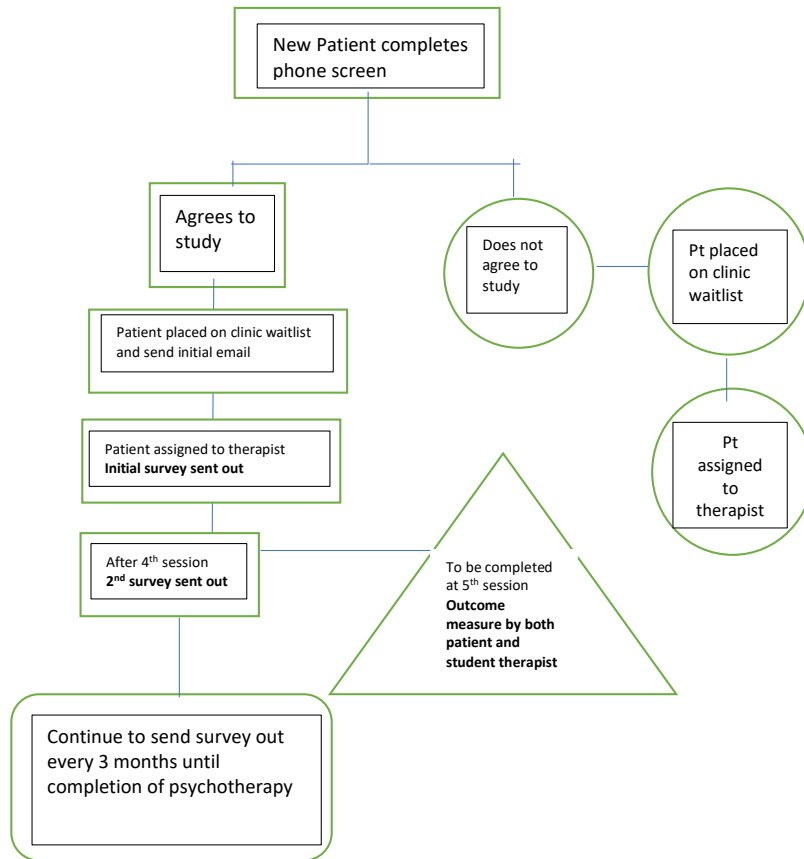 New Patient completes
phone screen
Agrees to
study
Does not
agree to
study
Pt placed
on clinic
waitlist
Patient placed on clinic waitlist
and send initial email
Patient assigned to therapist
Initial survey sent out
Pt
assigned
to
therapist
After 4th session
2nd survey sent out
To be completed
at 5th session
Outcome
measure by both
patient and
student therapist
Continue to send survey out
every 3 months until
completion of psychotherapy